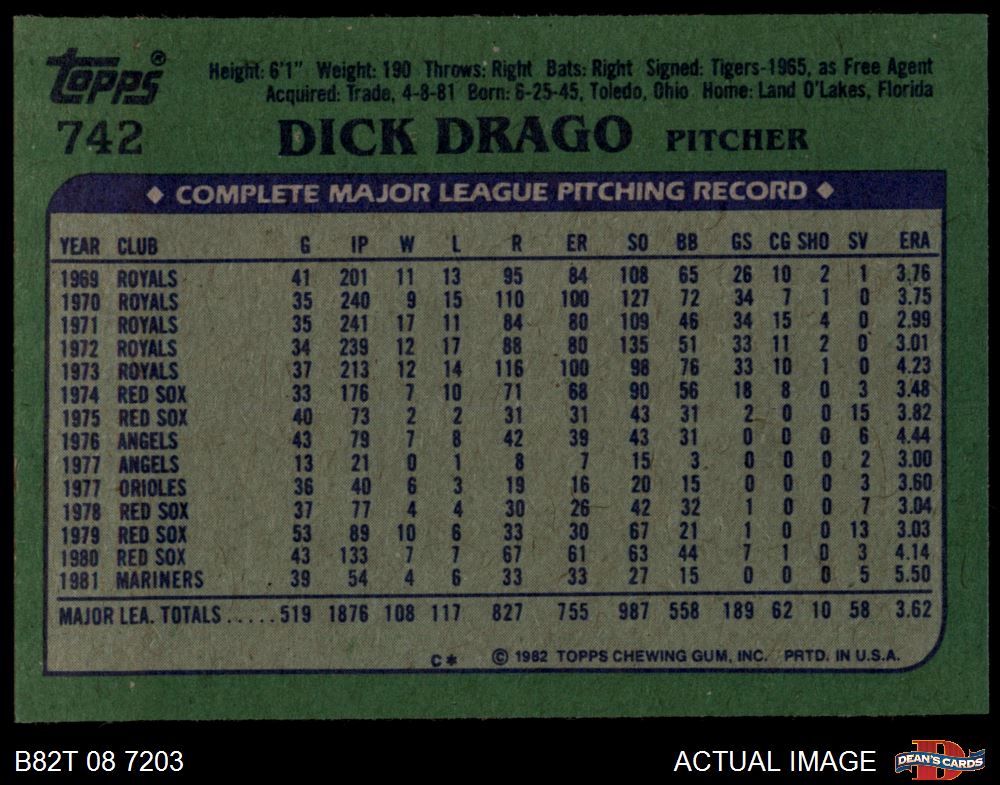 Topps®
742
Height: 6'1" Weight: 190 Throws: Right Bats: Right Signed: Tigers-1965, as Free Agent
Acquired: Trade, 4-8-81 Born: 6-25-45, Toledo, Ohio Home: Land O'Lakes, Florida
DICK DRAGO PITCHER
◆ COMPLETE MAJOR LEAGUE PITCHING RECORD ◆
YEAR CLUB G IP W L R ER SO BB GS CG SHO SV ERA
1969 ROYALS 41 201 11 13 95 84 108 65 26 10 2 1 3.76
1970 ROYALS 35 240 9 15 110 100 127 72 34 7 1 0 3.75
1971 ROYALS 35 241 17 11 84 80 109 46 34 15 4 0 2.99
1972 ROYALS 34 239 12 17 88 80 135 51 33 11 2 0 3.01
1973 ROYALS 37 213 12 14 116 100 98 76 33 10 1 0 4.23
1974 RED SOX 33 176 7 10 71 68 90 56 18 8 0 3 3.48
1975 RED SOX 40 73 2 2 31 31 43 31 2 0 0 15 3.82
1976 ANGELS 43 79 7 8 42 39 43 31 0 0 0 6 4.44
1977 ANGELS 13 21 0 1 8 7 15 3 0 0 0 2 3.00
1977 ORIOLES 36 40 6 3 19 16 20 15 0 0 0 3 3.60
1978 RED SOX 37 77 4 4 30 26 42 32 1 0 0 7 3.04
1979 RED SOX 53 89 10 6 33 30 67 21 1 0 0 13 3.03
1980 RED SOX 43 133 7 7 67 61 63 44 7 1 0 3 4.14
1981 MARINERS 39 54 4 6 33 33 27 15 0 0 0 5 5.50
MAJOR LEA. TOTALS.....519 1876 108 117 827 755 987 558 189 62 10 58 3.62
C* © 1982 TOPPS CHEWING GUM, INC. PRTD. IN U.S.A.
B82T 08 7203
ACTUAL IMAGE
D
DEAN'S CARDS